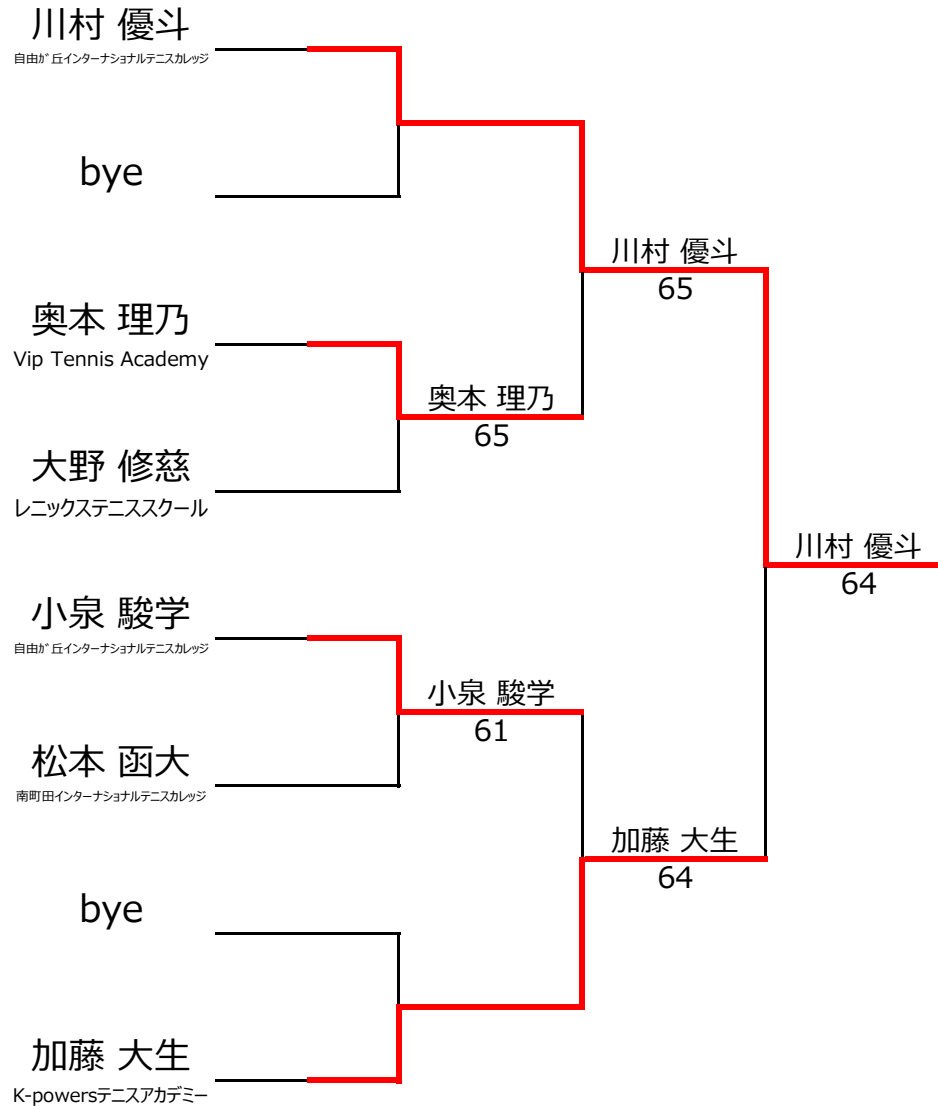 川村 優斗
自由が丘インターナショナルテニスカレッジ
bye
川村 優斗
65
奥本 理乃
Vip Tennis Academy
奥本 理乃
65
大野 修慈
レニックステニススクール
川村 優斗
64
小泉 駿学
自由が丘インターナショナルテニスカレッジ
小泉 駿学
61
松本 函大
南町田インターナショナルテニスカレッジ
加藤 大生
64
bye
加藤 大生
K-powersテニスアカデミー